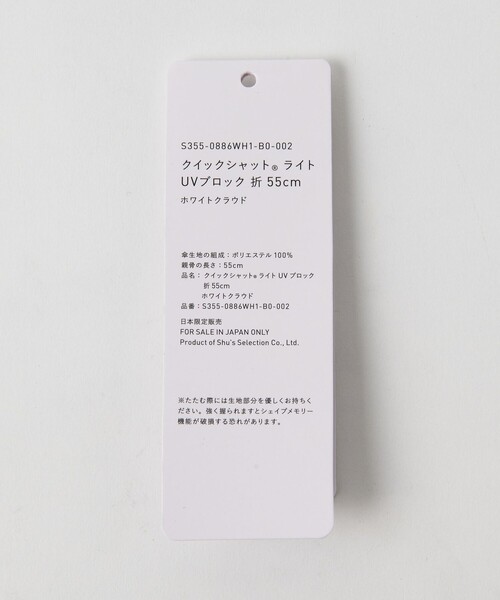 S355-0886WH1-B0-002
クイックシャット® ライト
UVブロック 折 55cm
ホワイトクラウド
傘生地の組成：ポリエステル 100%
親骨の長さ：55cm
品名：クイックシャット® ライト UV ブロック
折 55cm
ホワイトクラウド
品番：S355-0886WH1-B0-002
日本限定販売
FOR SALE IN JAPAN ONLY
Product of Shu's Selection Co., Ltd.
※たたむ際には生地部分を優しくお持ちく
ださい。強く握られますとシェイプメモリー
機能が破損する恐れがあります。